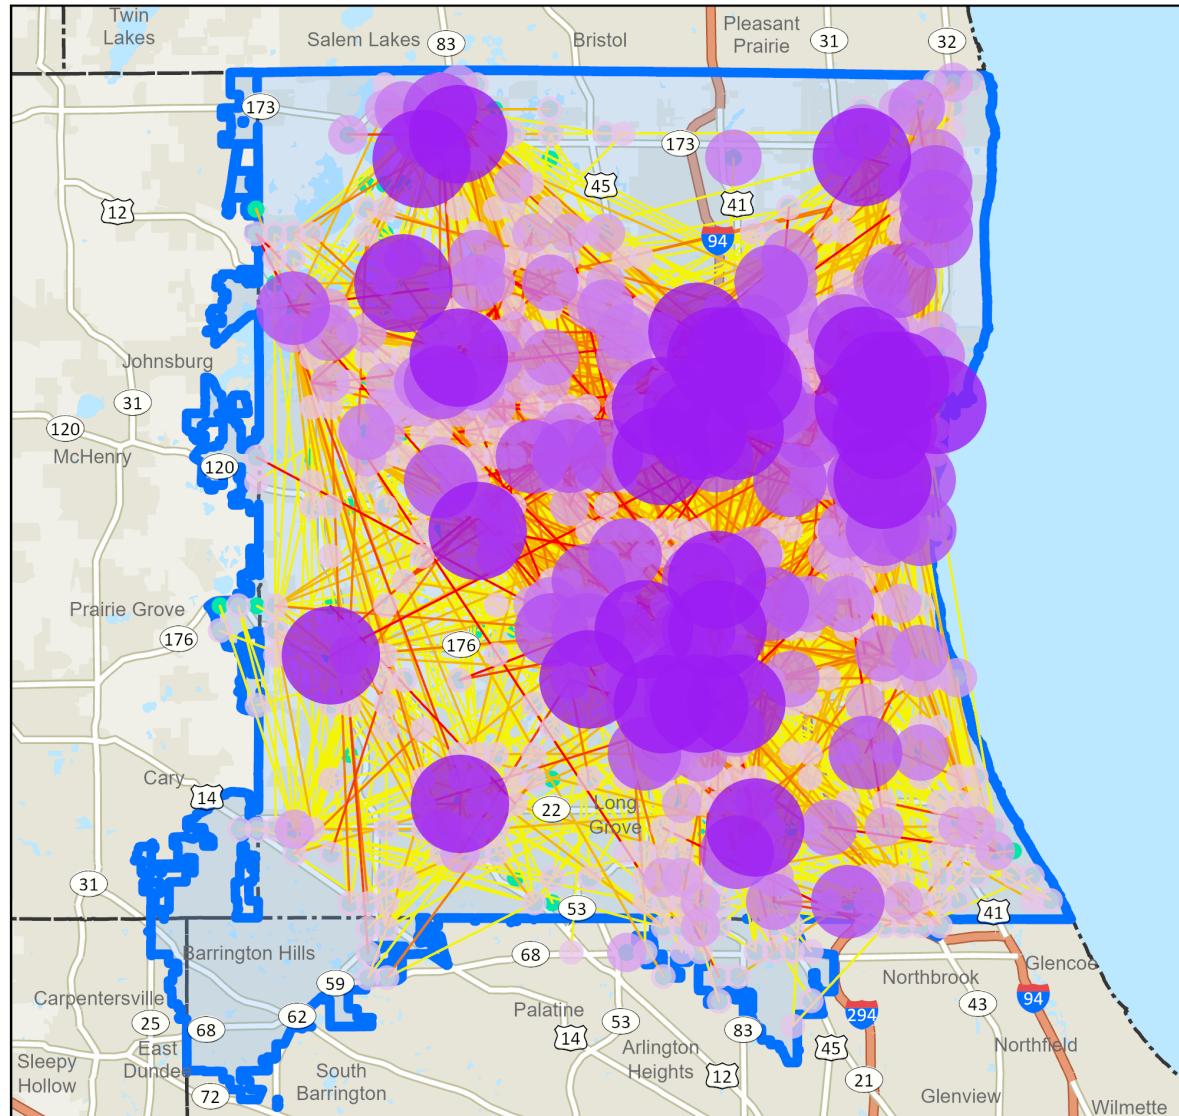 Twin
Lakes
Salem Lakes
83
Bristol
Pleasant
Prairie
31
32
173
173
45
41
12
94
Johnsburg
31
120
McHenry
120
Prairie Grove
176
176
Cary
14
22
Long
Grove
31
53
41
Barrington Hills
68
59
Northbrook
Glencoe
Carpentersville
25
68
62
Palatine
14
53
83
294
43
94
East
Dundee
Arlington
Heights
45
Northfield
Sleepy
Hollow
72
South
Barrington
12
21
Glenview
Wilmette